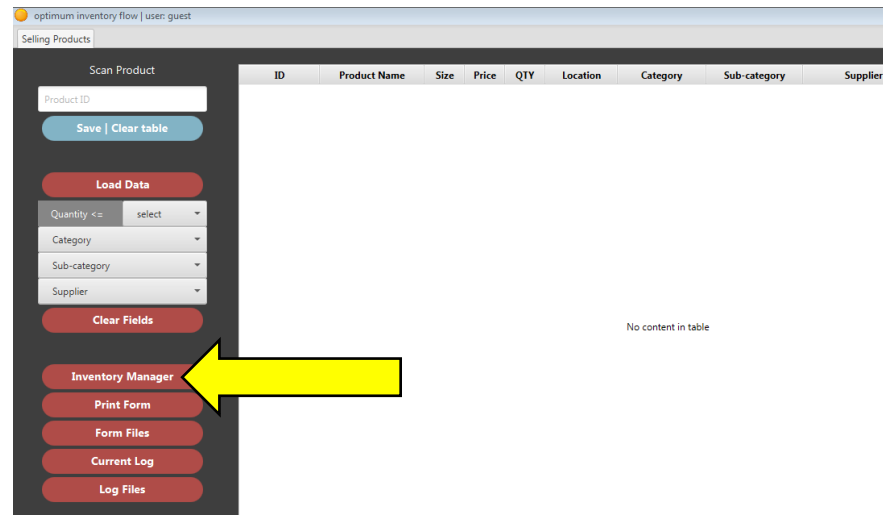 optimum inventory flow | user: guest
Selling Products
Scan Product
Product ID
Save | Clear table
Load Data
Quantity <= select
Category
Sub-category
Supplier
Clear Fields
Inventory Manager
Print Form
Form Files
Current Log
Log Files
ID Product Name Size Price QTY Location Category Sub-category Supplier
No content in table